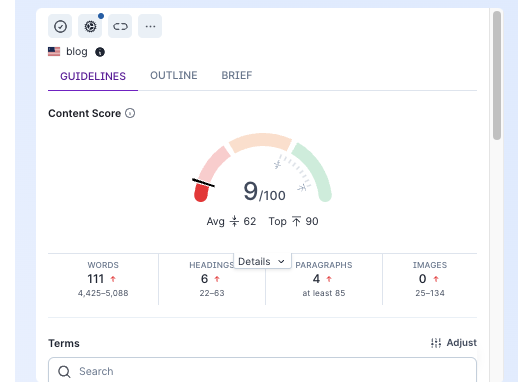 blog
GUIDELINES OUTLINE BRIEF
Content Score
9/100
Avg 62 Top 90
Details
WORDS HEADINGS PARAGRAPHS IMAGES
111 6 4 0
4,425–5,088 22–63 at least 85 25–134
Terms Adjust
Search